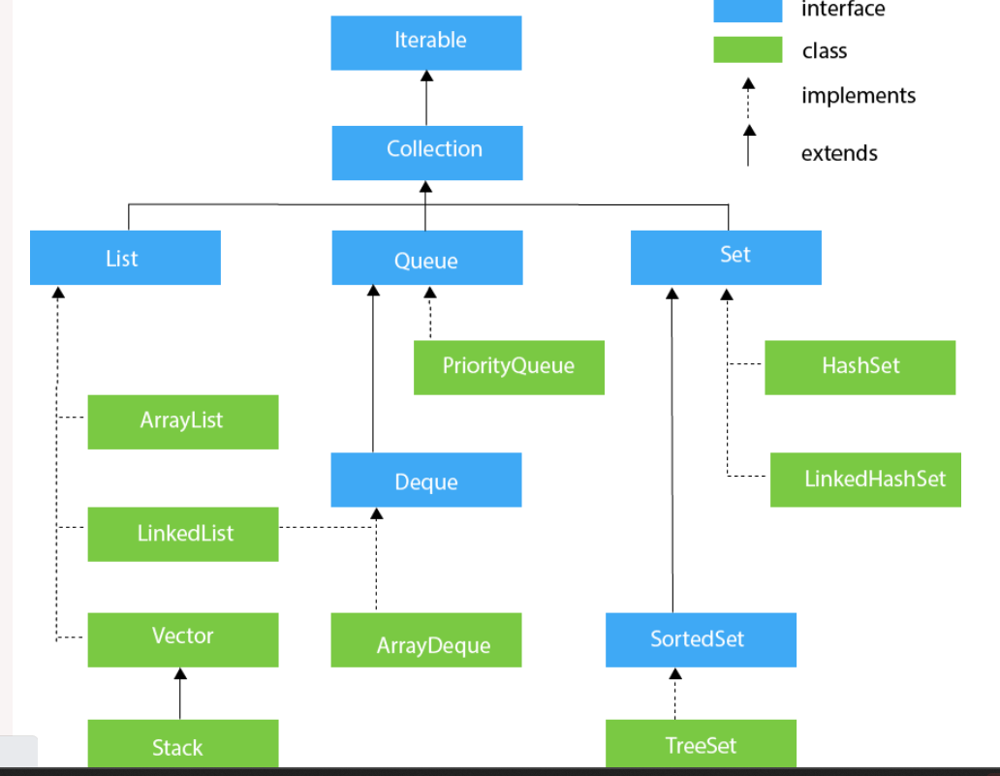 interface
Iterable
class
implements
Collection
extends
List
Queue
Set
PriorityQueue
HashSet
ArrayList
Deque
LinkedHashSet
LinkedList
Vector
ArrayDeque
SortedSet
Stack
TreeSet